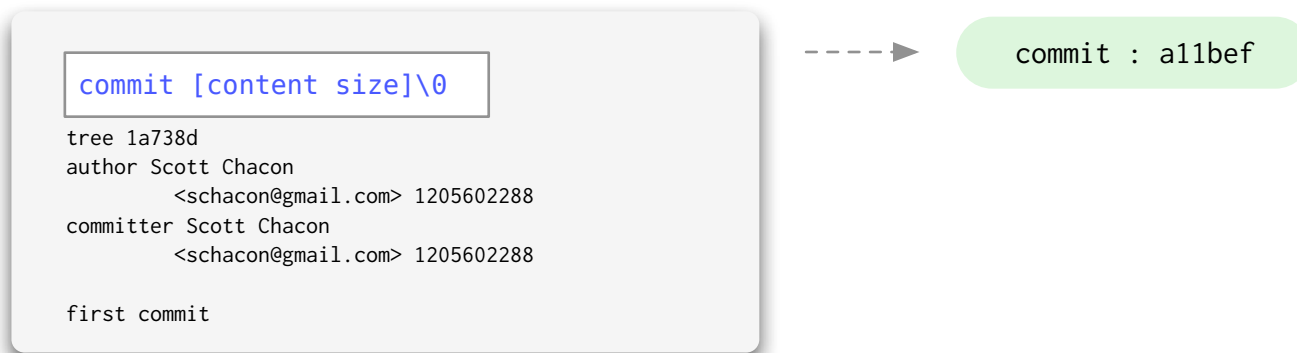 commit [content size]\0
tree 1a738d
author Scott Chacon
<schacon@gmail.com> 1205602288
committer Scott Chacon
<schacon@gmail.com> 1205602288
first commit
commit : a11bef